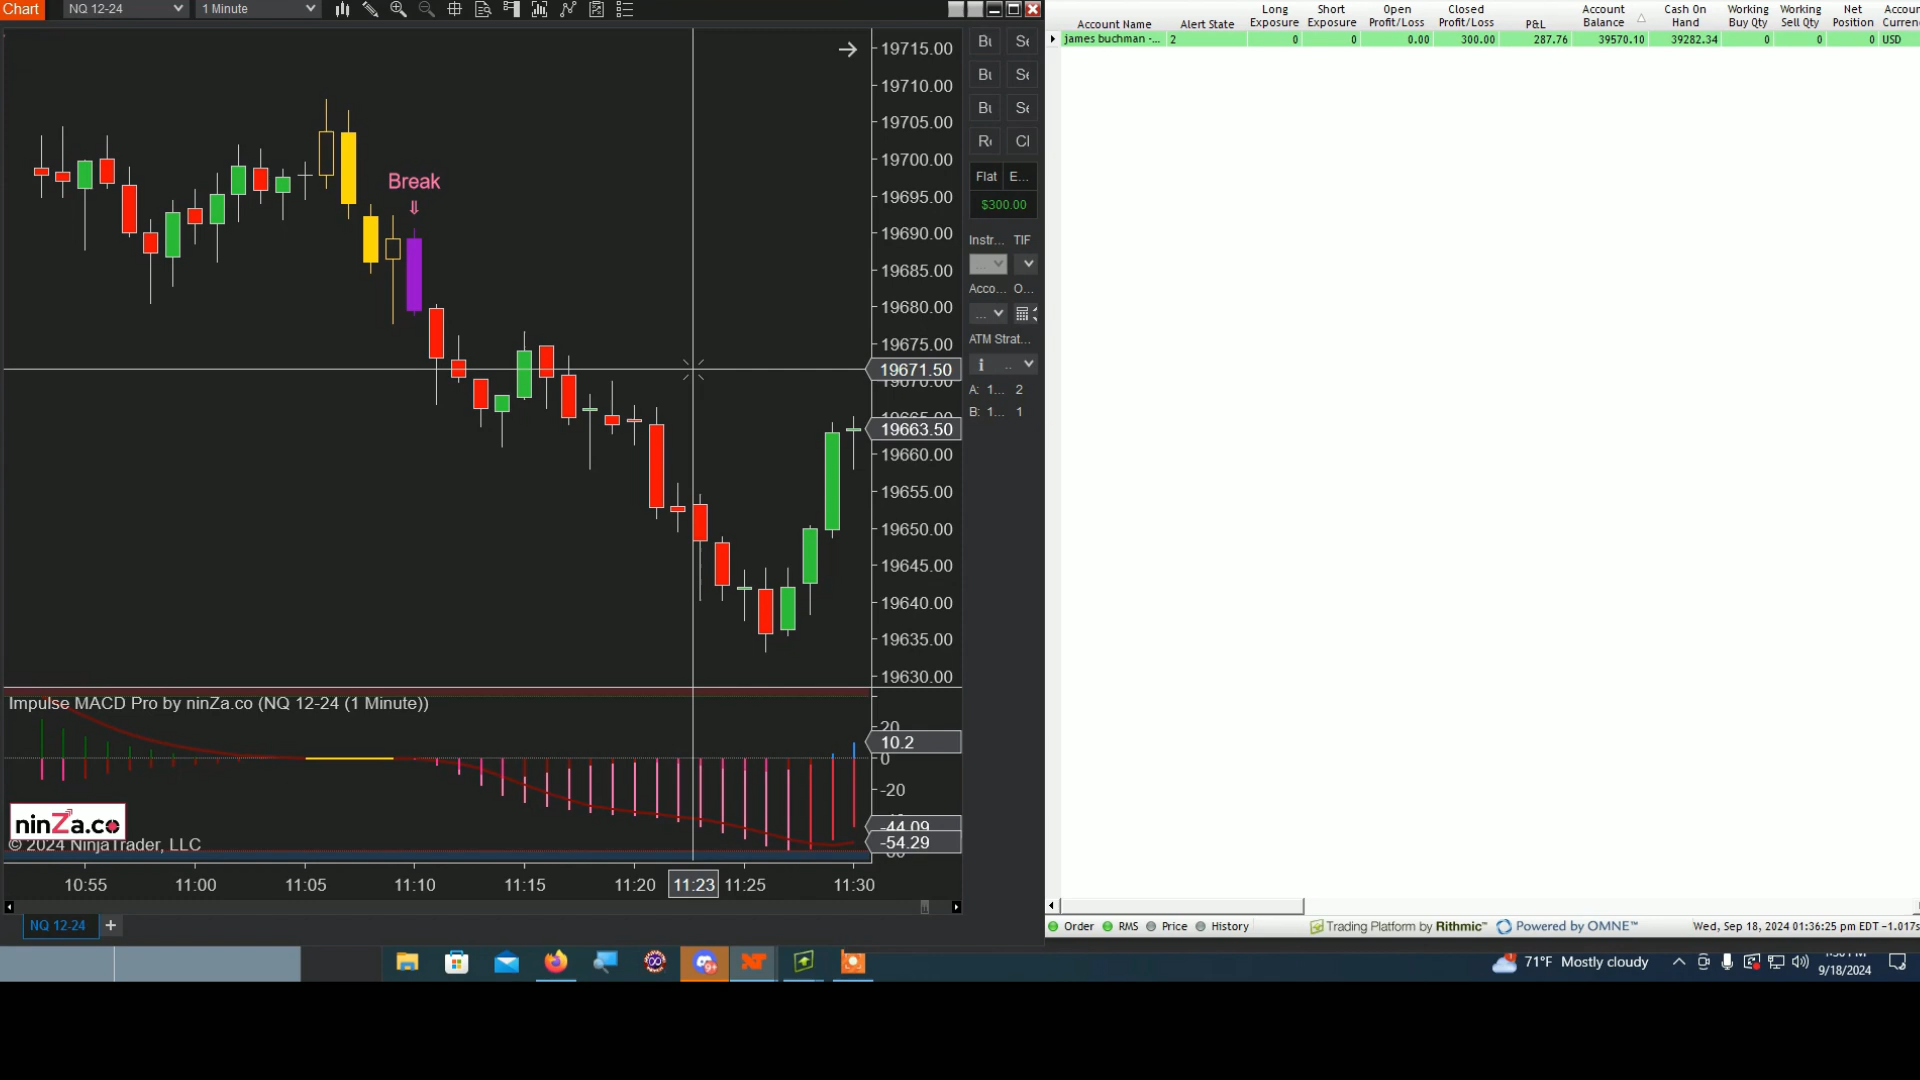 Chart NQ 12-24 1 Minute
Break
19715.00
19710.00
19705.00
19700.00
19695.00
19690.00
19685.00
19680.00
19675.00
19671.50
19670.00
19665.00
19663.50
19660.00
19655.00
19650.00
19645.00
19640.00
19635.00
19630.00
Bu Se
Bu Se
Bu Se
Re Cl
Flat E...
$300.00
Instr... TIF
...
Acco... O...
...
ATM Strat...
i ..
A: 1... 2
B: 1... 1
Impulse MACD Pro by ninZa.co (NQ 12-24 (1 Minute))
20
10.2
0
-20
-44.09
-54.29
ninZa.co
© 2024 NinjaTrader, LLC
10:55 11:00 11:05 11:10 11:15 11:20 11:23 11:25 11:30
NQ 12-24 +
Account Name Alert State Long Exposure Short Exposure Open Profit/Loss Closed Profit/Loss P&L Account Balance Cash On Hand Working Buy Qty Working Sell Qty Net Position Accou Currenc
james buchman -... 2 0 0 0.00 300.00 287.76 39570.10 39282.34 0 0 0 USD
Order RMS Price History Trading Platform by Rithmic™ Powered by OMNE™ Wed, Sep 18, 2024 01:36:25 pm EDT -1.017s
71°F Mostly cloudy
9/18/2024